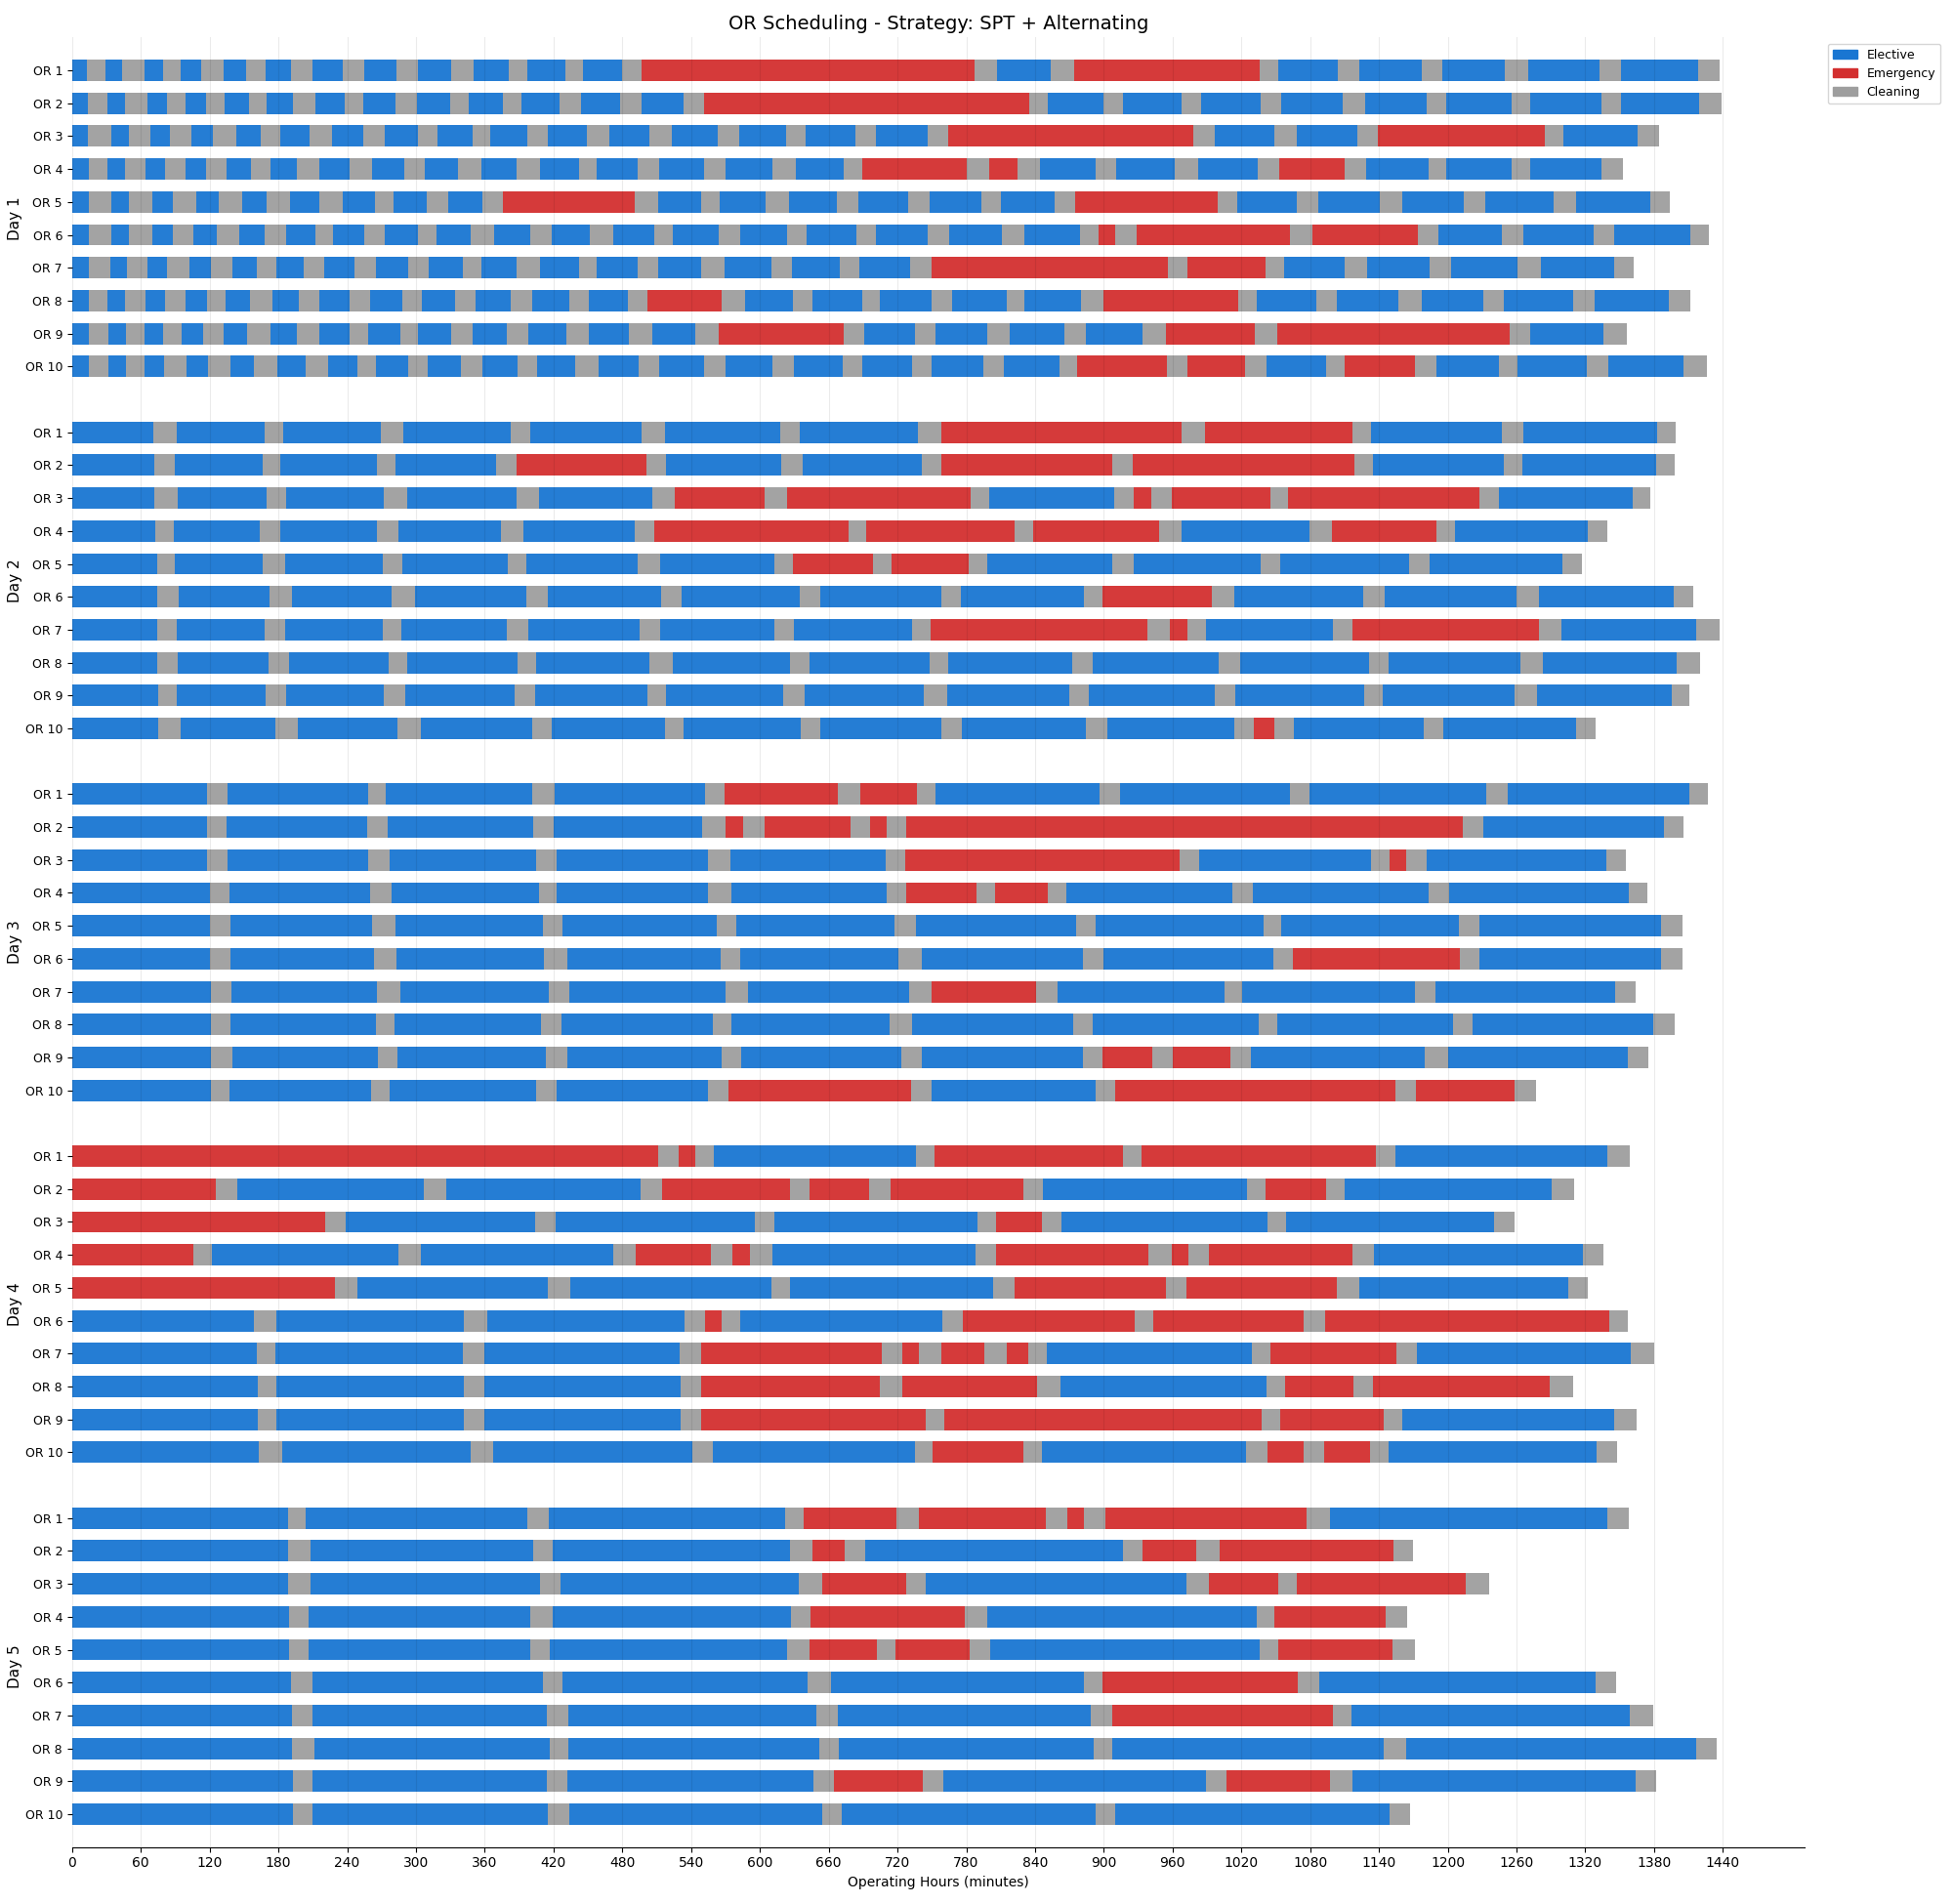 OR Scheduling - Strategy: SPT + Alternating
Elective
Emergency
Cleaning
Day 1
OR 1
OR 2
OR 3
OR 4
OR 5
OR 6
OR 7
OR 8
OR 9
OR 10
Day 2
OR 1
OR 2
OR 3
OR 4
OR 5
OR 6
OR 7
OR 8
OR 9
OR 10
Day 3
OR 1
OR 2
OR 3
OR 4
OR 5
OR 6
OR 7
OR 8
OR 9
OR 10
Day 4
OR 1
OR 2
OR 3
OR 4
OR 5
OR 6
OR 7
OR 8
OR 9
OR 10
Day 5
OR 1
OR 2
OR 3
OR 4
OR 5
OR 6
OR 7
OR 8
OR 9
OR 10
0 60 120 180 240 300 360 420 480 540 600 660 720 780 840 900 960 1020 1080 1140 1200 1260 1320 1380 1440
Operating Hours (minutes)